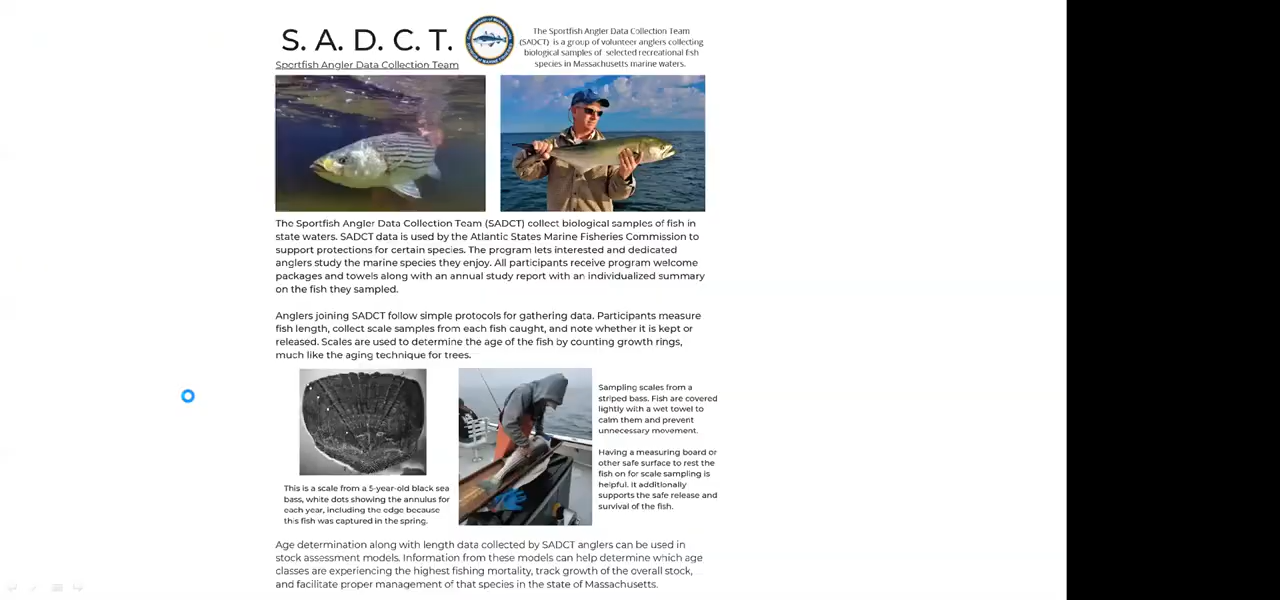 S. A. D. C. T.
Sportfish Angler Data Collection Team
The Sportfish Angler Data Collection Team
(SADCT) is a group of volunteer anglers collecting
biological samples of selected recreational fish
species in Massachusetts marine waters.
The Sportfish Angler Data Collection Team (SADCT) collect biological samples of fish in
state waters. SADCT data is used by the Atlantic States Marine Fisheries Commission to
support protections for certain species. The program lets interested and dedicated
anglers study the marine species they enjoy. All participants receive program welcome
packages and towels along with an annual study report with an individualized summary
on the fish they sampled.
Anglers joining SADCT follow simple protocols for gathering data. Participants measure
fish length, collect scale samples from each fish caught, and note whether it is kept or
released. Scales are used to determine the age of the fish by counting growth rings,
much like the aging technique for trees.
This is a scale from a 5-year-old black sea
bass, white dots showing the annulus for
each year, including the edge because
this fish was captured in the spring.
Sampling scales from a
striped bass. Fish are covered
lightly with a wet towel to
calm them and prevent
unnecessary movement.
Having a measuring board or
other safe surface to rest the
fish on for scale sampling is
helpful. It additionally
supports the safe release and
survival of the fish.
Age determination along with length data collected by SADCT anglers can be used in
stock assessment models. Information from these models can help determine which age
classes are experiencing the highest fishing mortality, track growth of the overall stock,
and facilitate proper management of that species in the state of Massachusetts.